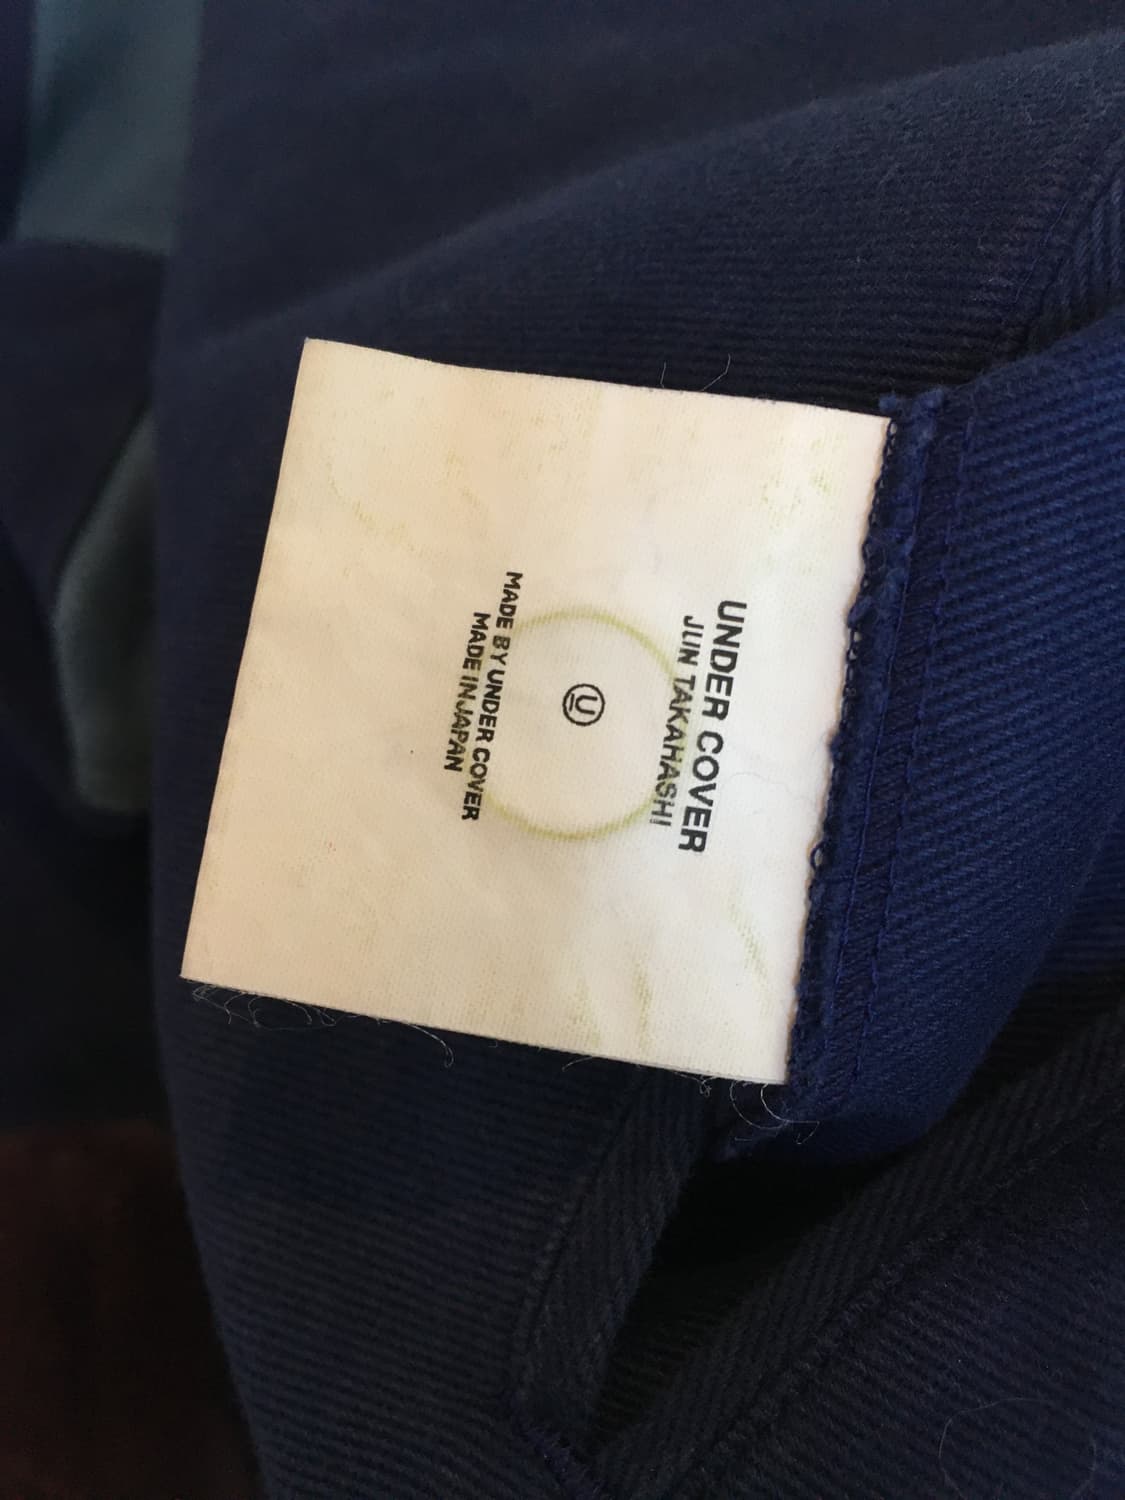 UNDER COVER
JUN TAKAHASHI
U
MADE BY UNDER COVER
MADE IN JAPAN